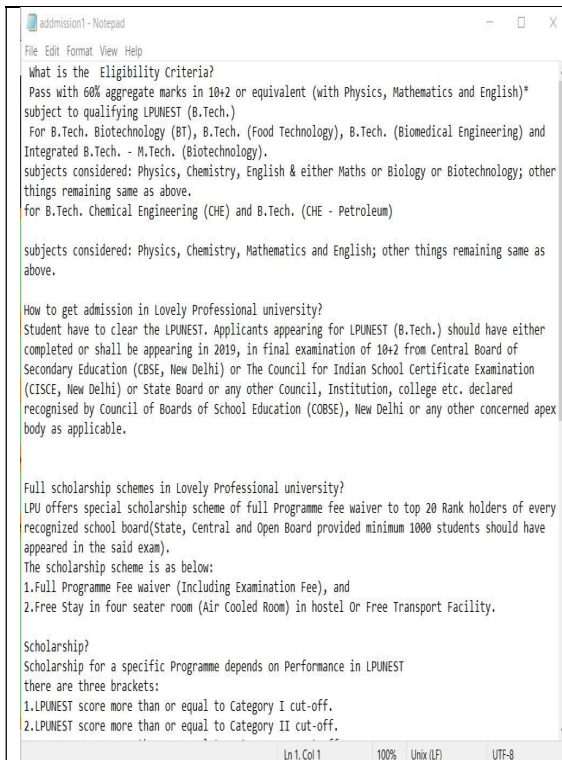 addmission1 - Notepad
File Edit Format View Help
What is the Eligibility Criteria?
Pass with 60% aggregate marks in 10+2 or equivalent (with Physics, Mathematics and English)*
subject to qualifying LPUNEST (B.Tech.)
For B.Tech. Biotechnology (BT), B.Tech. (Food Technology), B.Tech. (Biomedical Engineering) and
Integrated B.Tech. - M.Tech. (Biotechnology).
subjects considered: Physics, Chemistry, English & either Maths or Biology or Biotechnology; other
things remaining same as above.
for B.Tech. Chemical Engineering (CHE) and B.Tech. (CHE - Petroleum)
subjects considered: Physics, Chemistry, Mathematics and English; other things remaining same as
above.
How to get admission in Lovely Professional university?
Student have to clear the LPUNEST. Applicants appearing for LPUNEST (B.Tech.) should have either
completed or shall be appearing in 2019, in final examination of 10+2 from Central Board of
Secondary Education (CBSE, New Delhi) or The Council for Indian School Certificate Examination
(CISCE, New Delhi) or State Board or any other Council, Institution, college etc. declared
recognised by Council of Boards of School Education (COBSE), New Delhi or any other concerned apex
body as applicable.
Full scholarship schemes in Lovely Professional university?
LPU offers special scholarship scheme of full Programme fee waiver to top 20 Rank holders of every
recognized school board(State, Central and Open Board provided minimum 1000 students should have
appeared in the said exam).
The scholarship scheme is as below:
1.Full Programme Fee waiver (Including Examination Fee), and
2.Free Stay in four seater room (Air Cooled Room) in hostel Or Free Transport Facility.
Scholarship?
Scholarship for a specific Programme depends on Performance in LPUNEST
there are three brackets:
1.LPUNEST score more than or equal to Category I cut-off.
2.LPUNEST score more than or equal to Category II cut-off.
Ln 1, Col 1 100% Unix (LF) UTF-8